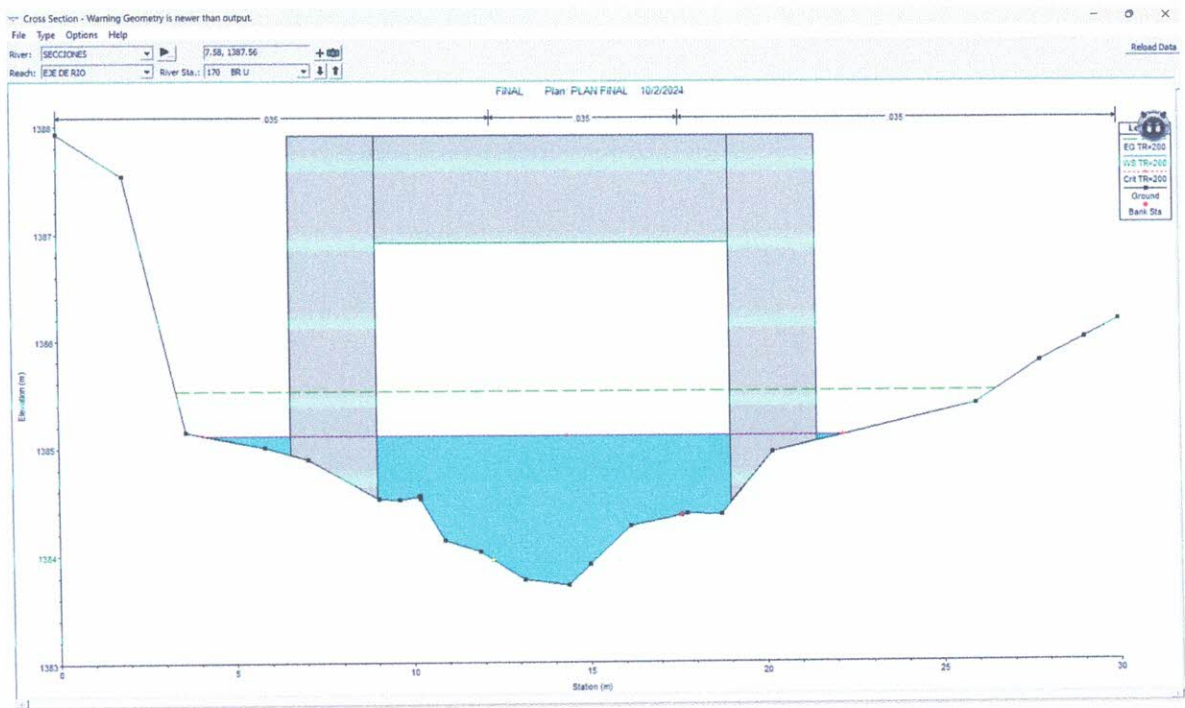 Cross Section - Warning Geometry is newer than output.
File Type Options Help
River: SECCIONES 7.58, 1387.56 Reload Data
Reach: EJE DE RIO River Sta.: 170 BR U
FINAL Plan: PLAN FINAL 10/2/2024
.035 .035 .035
EG TR=200
WS TR=200
Crit TR=200
Ground
Bank Sta
1388
1387
1386
1385
1384
1383
Elevation (m)
0 5 10 15 20 25 30
Station (m)